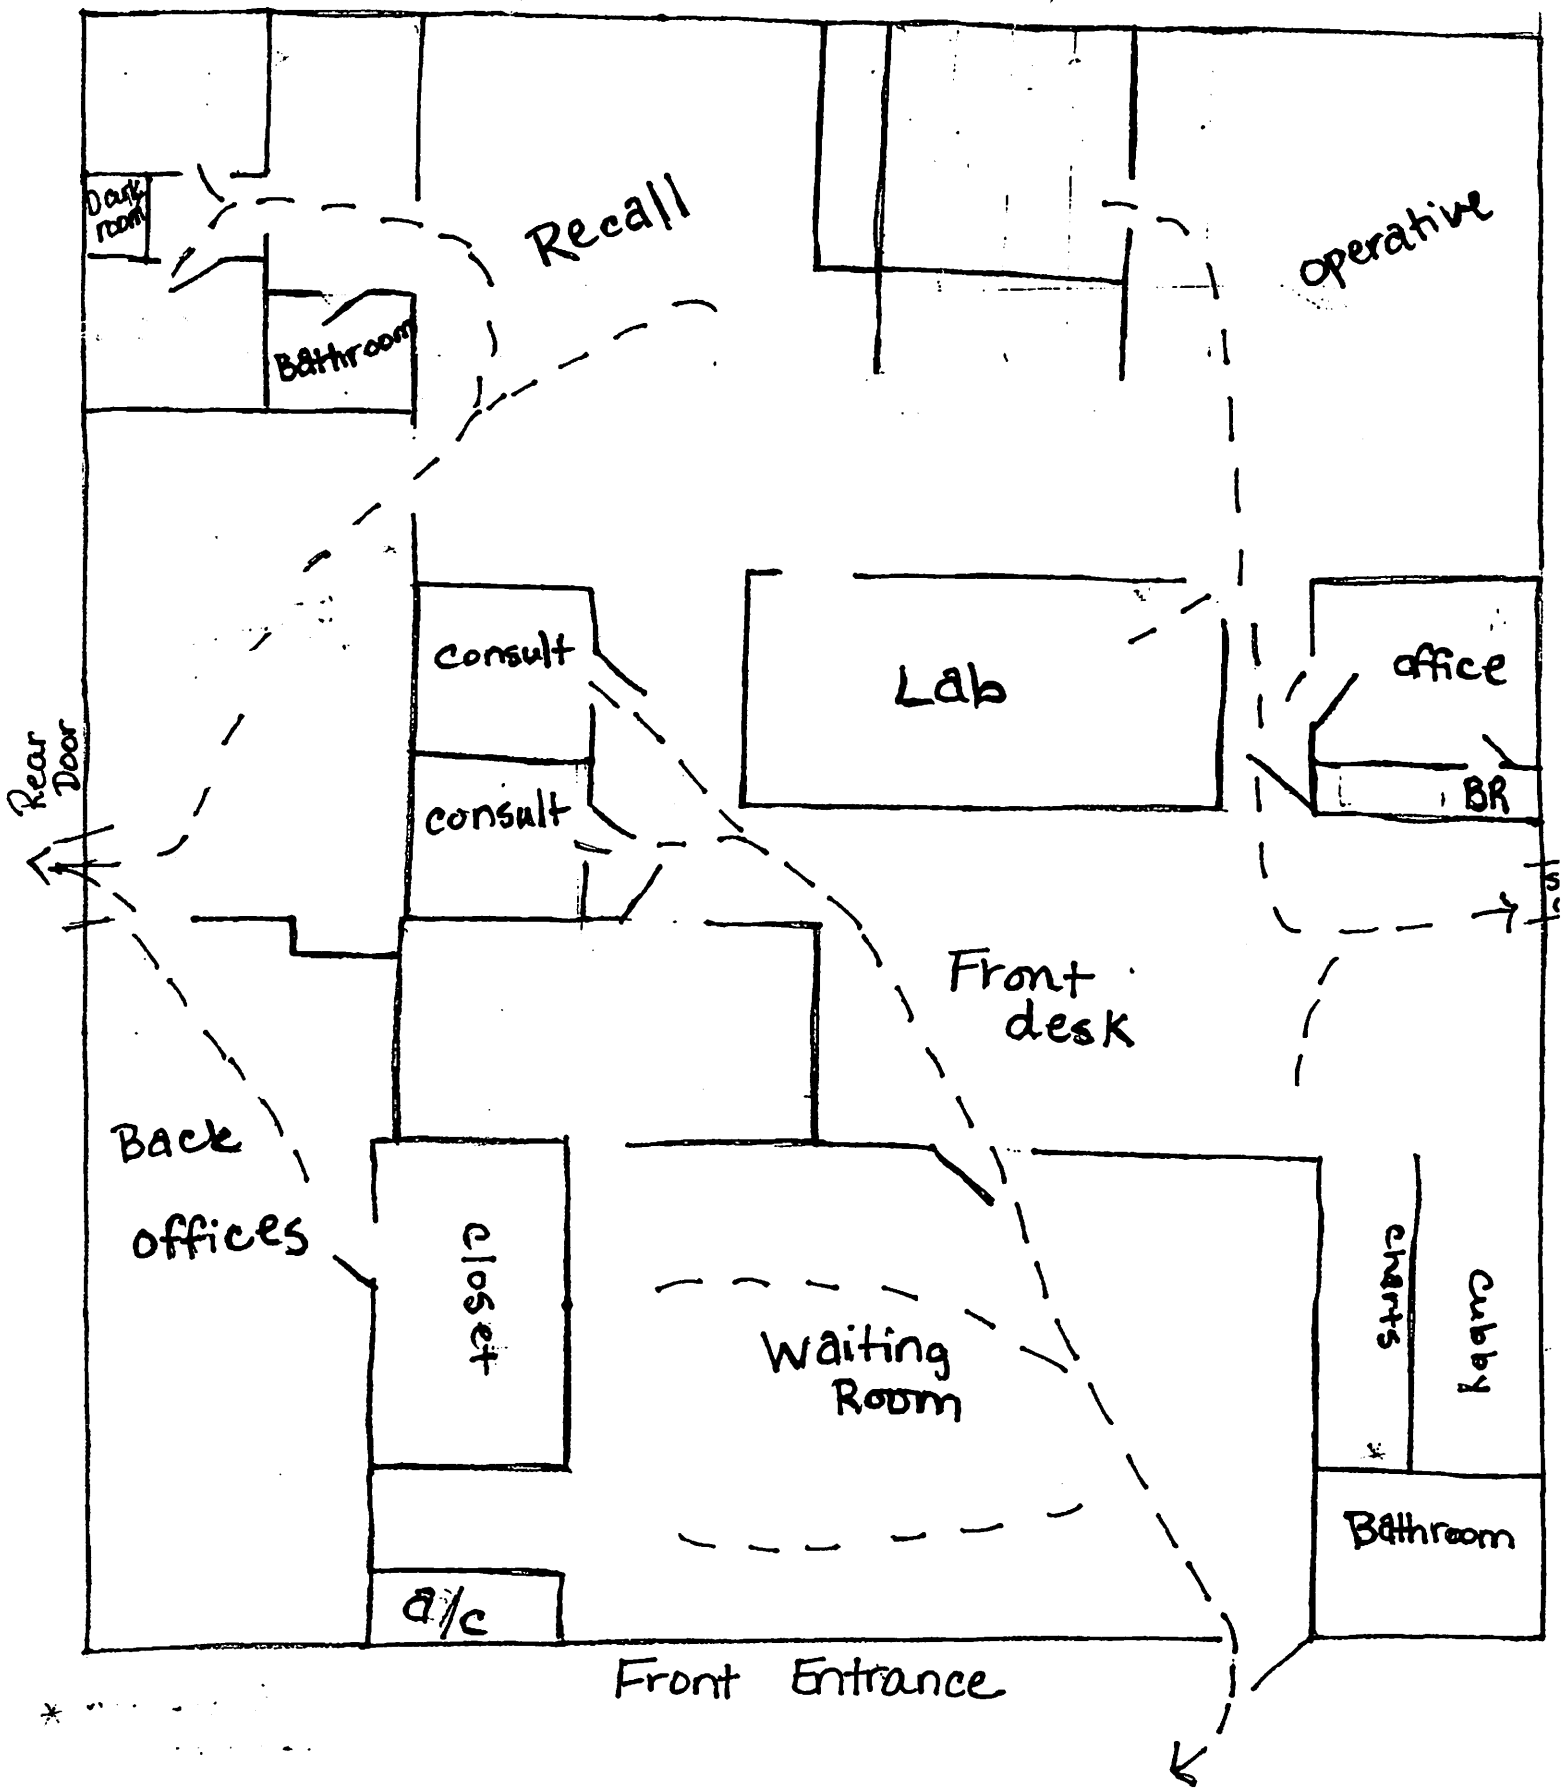 Dark
room
Recall
operative
Bathroom
consult
Lab
office
Rear
Door
consult
BR
Front
desk
Back
offices
closet
Waiting
Room
charts
cubby
Bathroom
a/c
Front Entrance